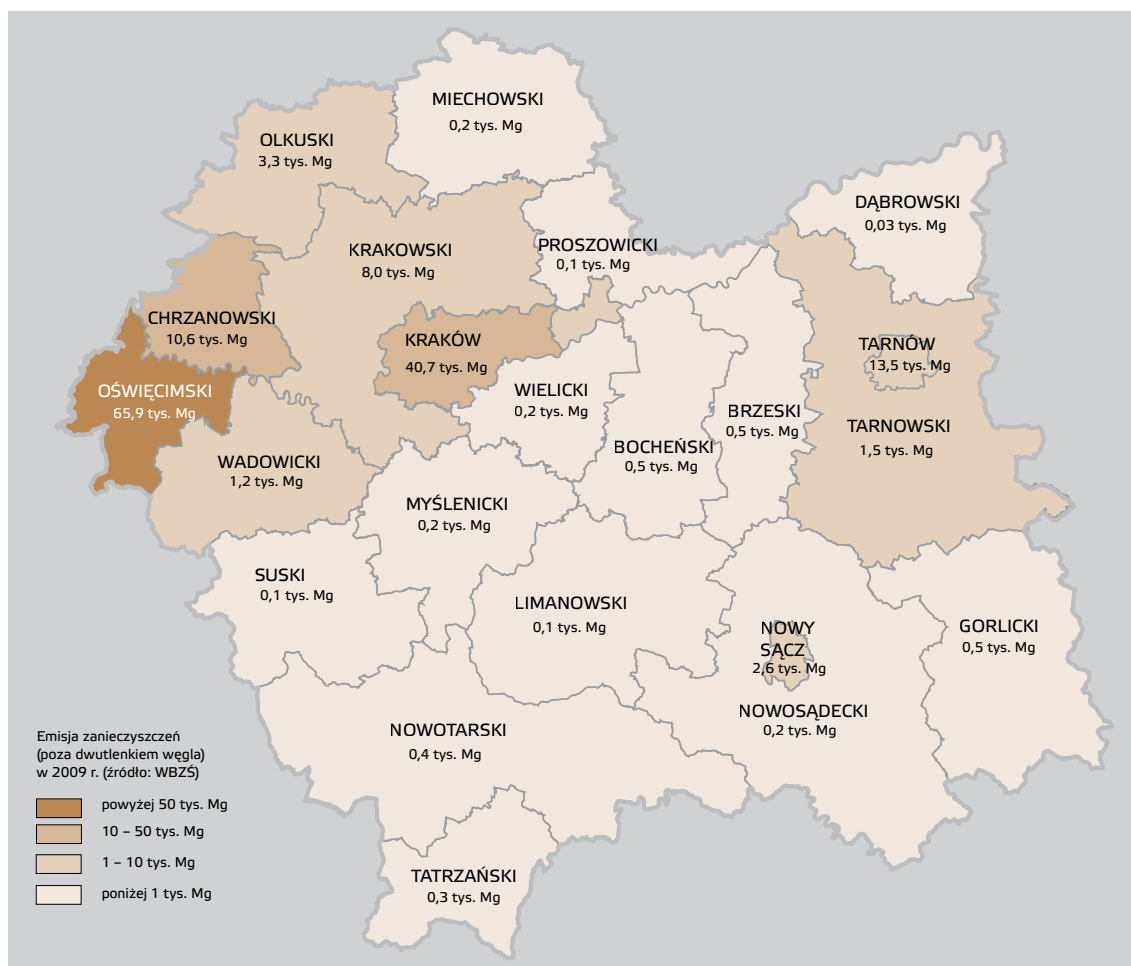 MIECHOWSKI
0,2 tys. Mg
OLKUSKI
3,3 tys. Mg
DĄBROWSKI
0,03 tys. Mg
KRAKOWSKI
8,0 tys. Mg
PROSZOWICKI
0,1 tys. Mg
CHRZANOWSKI
10,6 tys. Mg
KRAKÓW
40,7 tys. Mg
TARNÓW
13,5 tys. Mg
OŚWIĘCIMSKI
65,9 tys. Mg
WIELICKI
0,2 tys. Mg
BRZESKI
0,5 tys. Mg
TARNOWSKI
1,5 tys. Mg
BOCHEŃSKI
0,5 tys. Mg
WADOWICKI
1,2 tys. Mg
MYŚLENICKI
0,2 tys. Mg
SUSKI
0,1 tys. Mg
LIMANOWSKI
0,1 tys. Mg
NOWY
SĄCZ
2,6 tys. Mg
GORLICKI
0,5 tys. Mg
NOWOSĄDECKI
0,2 tys. Mg
NOWOTARSKI
0,4 tys. Mg
TATRZAŃSKI
0,3 tys. Mg
Emisja zanieczyszczeń
(poza dwutlenkiem węgla)
w 2009 r. (źródło: WBZŚ)
powyżej 50 tys. Mg
10 – 50 tys. Mg
1 – 10 tys. Mg
poniżej 1 tys. Mg